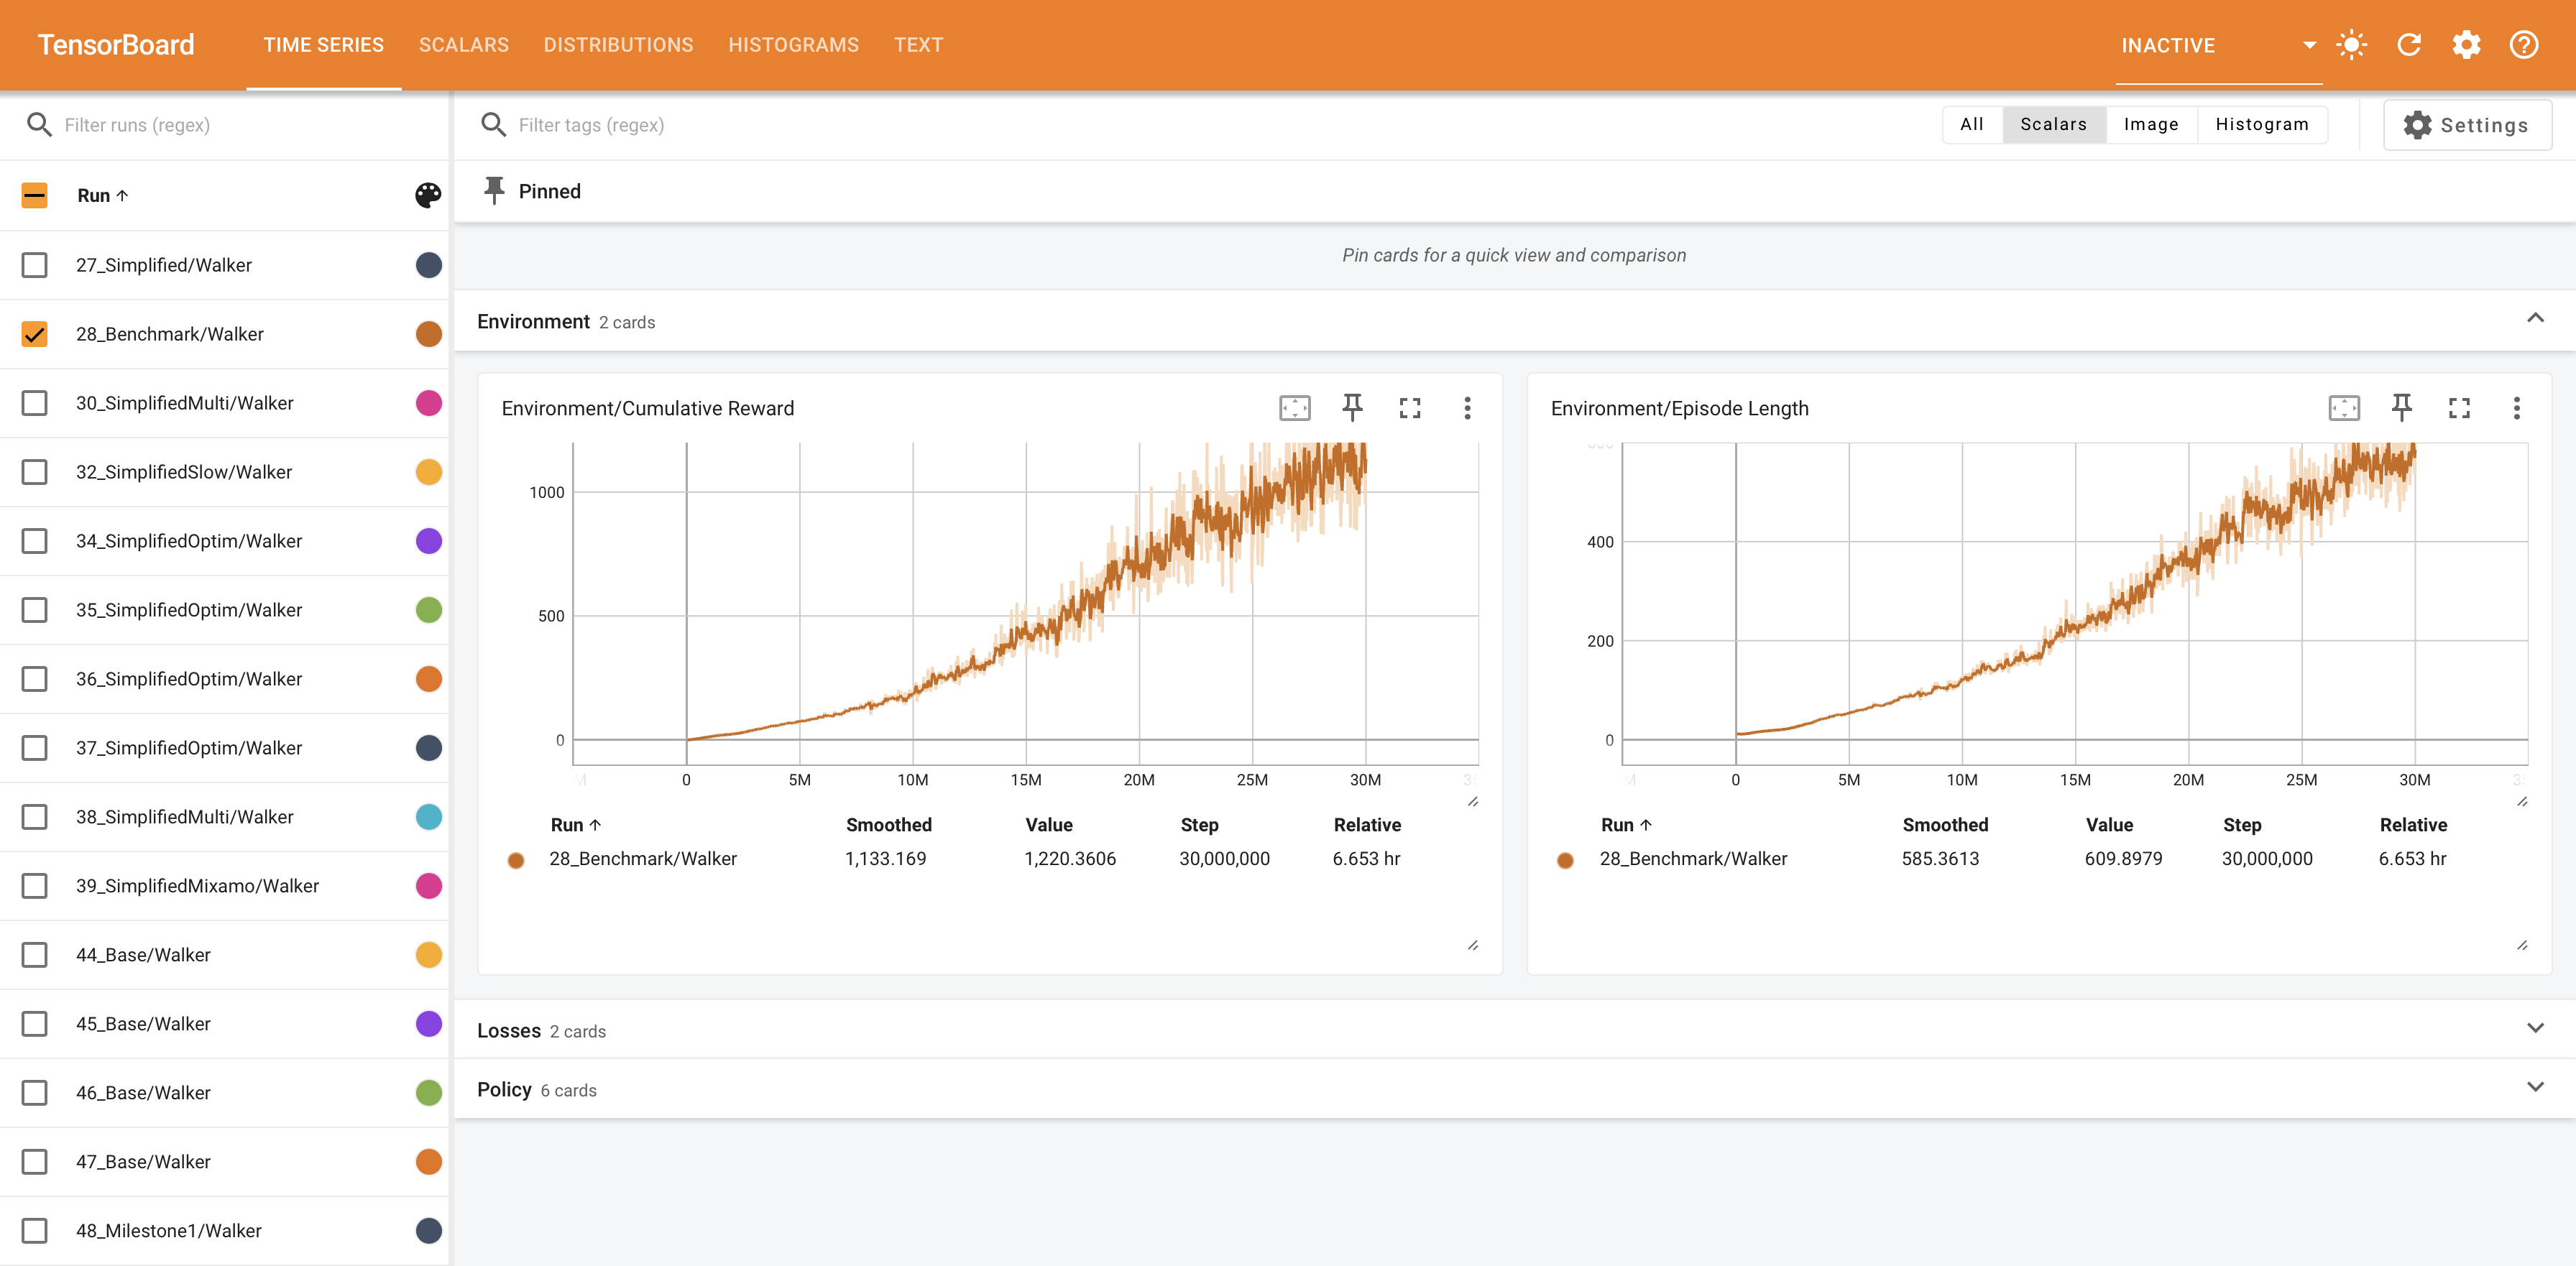 TensorBoard TIME SERIES SCALARS DISTRIBUTIONS HISTOGRAMS TEXT INACTIVE
Filter runs (regex)
Filter tags (regex) All Scalars Image Histogram Settings
Run
27_Simplified/Walker
28_Benchmark/Walker
30_SimplifiedMulti/Walker
32_SimplifiedSlow/Walker
34_SimplifiedOptim/Walker
35_SimplifiedOptim/Walker
36_SimplifiedOptim/Walker
37_SimplifiedOptim/Walker
38_SimplifiedMulti/Walker
39_SimplifiedMixamo/Walker
44_Base/Walker
45_Base/Walker
46_Base/Walker
47_Base/Walker
48_Milestone1/Walker
Pinned
Pin cards for a quick view and comparison
Environment 2 cards
Environment/Cumulative Reward
1000
500
0
0 5M 10M 15M 20M 25M 30M
Run Smoothed Value Step Relative
28_Benchmark/Walker 1,133.169 1,220.3606 30,000,000 6.653 hr
Environment/Episode Length
400
200
0
0 5M 10M 15M 20M 25M 30M
Run Smoothed Value Step Relative
28_Benchmark/Walker 585.3613 609.8979 30,000,000 6.653 hr
Losses 2 cards
Policy 6 cards